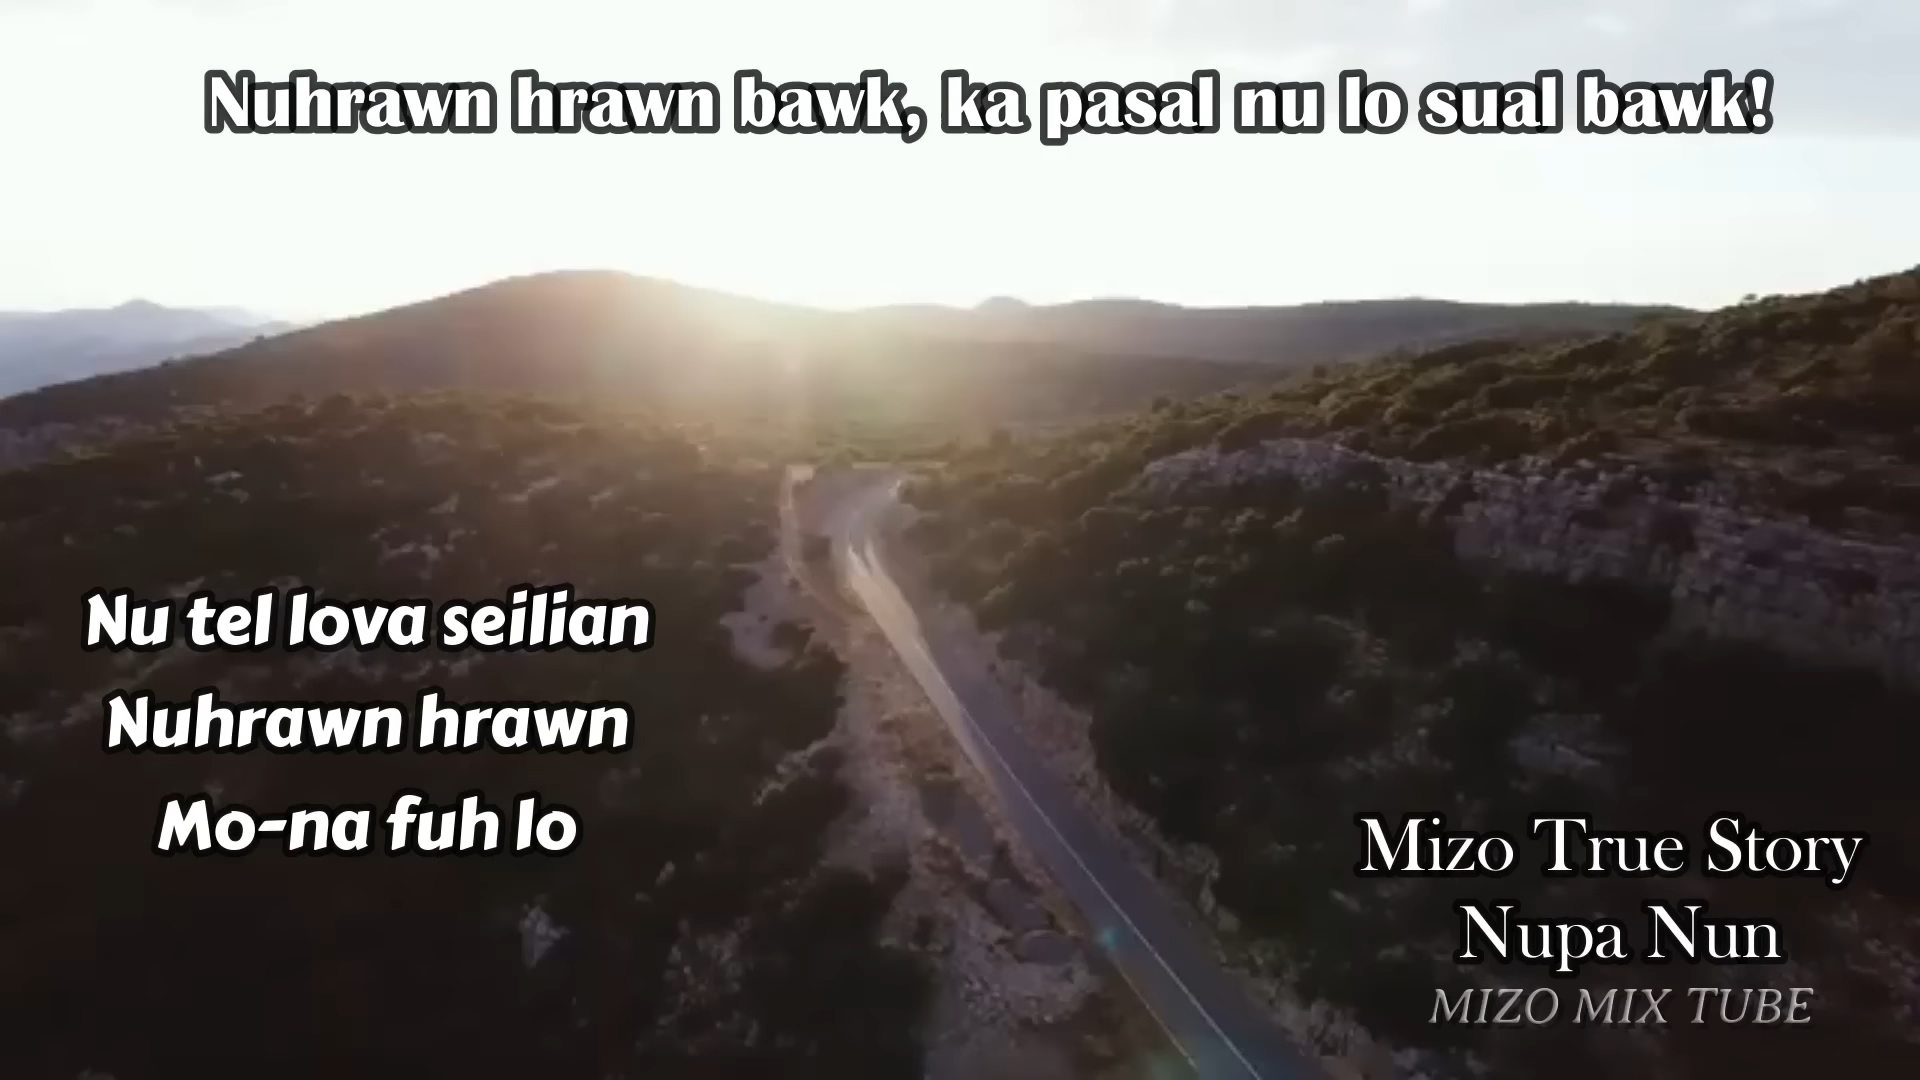 Nuhrawn hrawn bawk, ka pasal nu lo sual bawk!
Nu tel lova seilian
Nuhrawn hrawn
Mo-na fuh lo
Mizo True Story
Nupa Nun
MIZO MIX TUBE